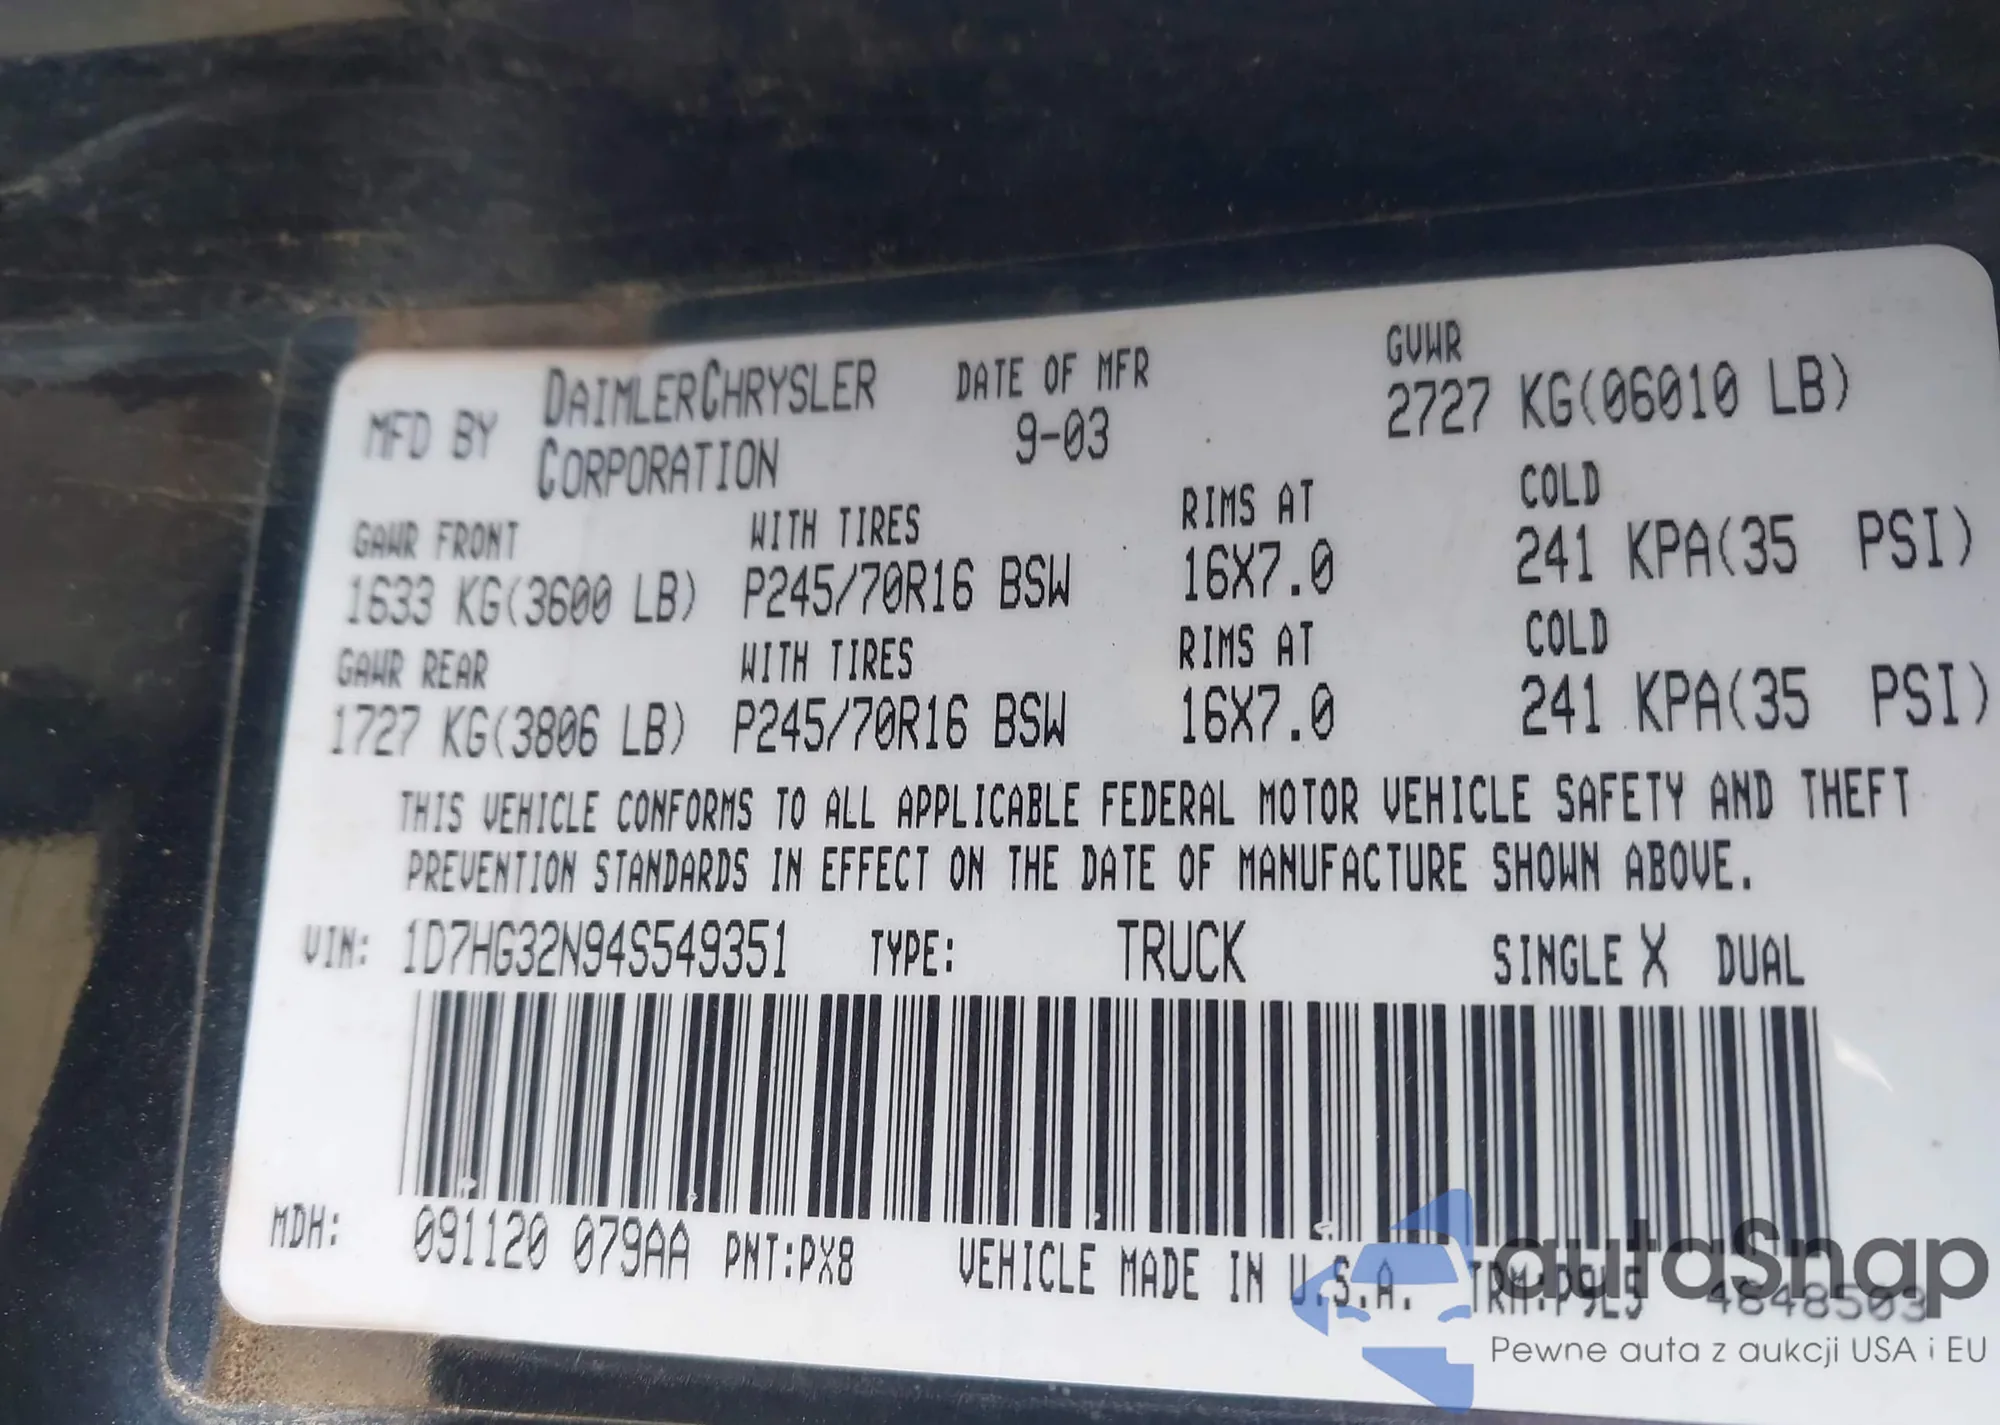 MFD BY DAIMLERCHRYSLER CORPORATION DATE OF MFR 9-03 GVWR 2727 KG(06010 LB)
GAWR FRONT WITH TIRES RIMS AT COLD
1633 KG(3600 LB) P245/70R16 BSW 16X7.0 241 KPA(35 PSI)
GAWR REAR WITH TIRES RIMS AT COLD
1727 KG(3806 LB) P245/70R16 BSW 16X7.0 241 KPA(35 PSI)
THIS VEHICLE CONFORMS TO ALL APPLICABLE FEDERAL MOTOR VEHICLE SAFETY AND THEFT
PREVENTION STANDARDS IN EFFECT ON THE DATE OF MANUFACTURE SHOWN ABOVE.
VIN: 1D7HG32N94S549351 TYPE: TRUCK SINGLE X DUAL
MDH: 091120 079AA PNT:PX8 VEHICLE MADE IN U.S.A. TRM:P9L5 4848503
autaSnap
Pewne auta z aukcji USA i EU